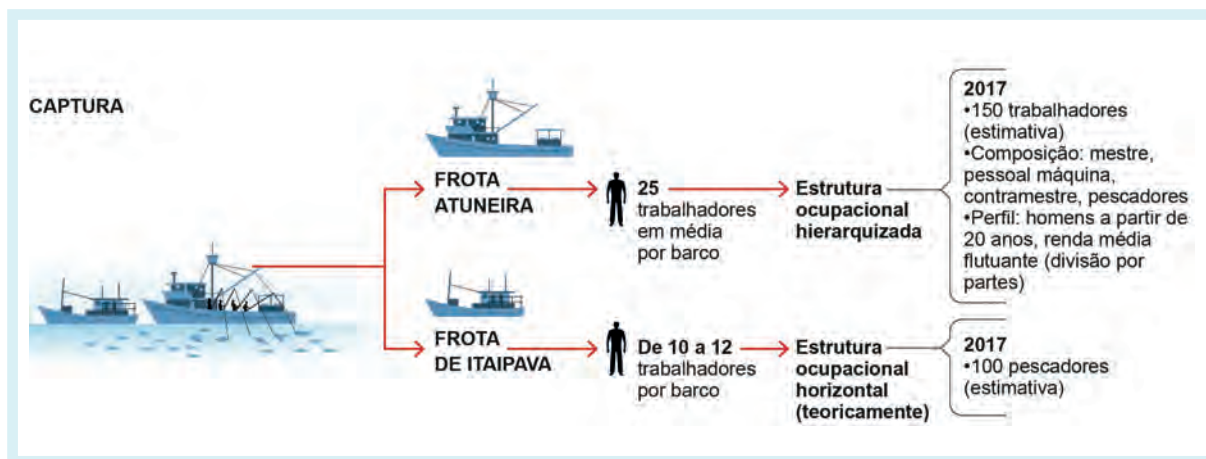 CAPTURA
FROTA
ATUNEIRA
25
trabalhadores
em média
por barco
Estrutura
ocupacional
hierarquizada
2017
•150 trabalhadores
(estimativa)
•Composição: mestre,
pessoal máquina,
contramestre, pescadores
•Perfil: homens a partir de
20 anos, renda média
flutuante (divisão por
partes)
FROTA
DE ITAIPAVA
De 10 a 12
trabalhadores
por barco
Estrutura
ocupacional
horizontal
(teoricamente)
2017
•100 pescadores
(estimativa)